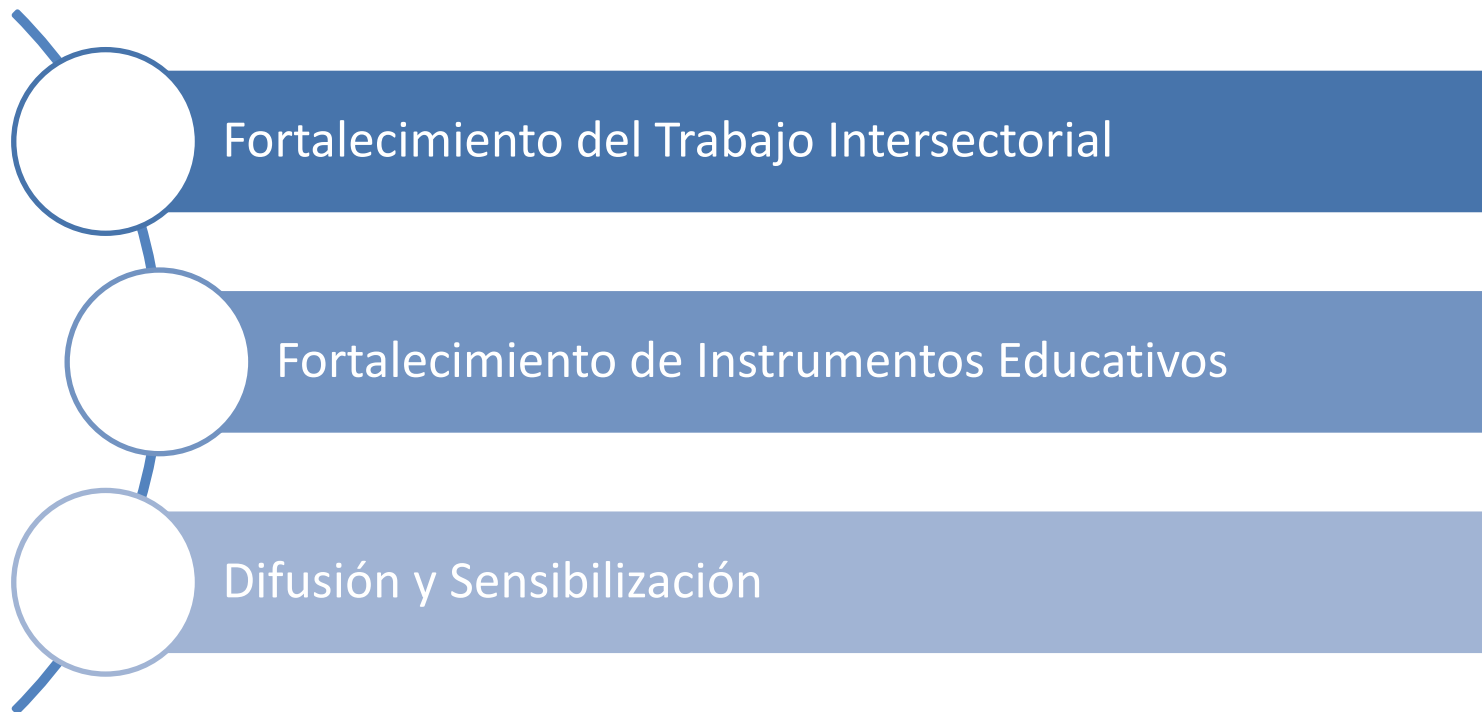 Fortalecimiento del Trabajo Intersectorial
Fortalecimiento de Instrumentos Educativos
Difusión y Sensibilización